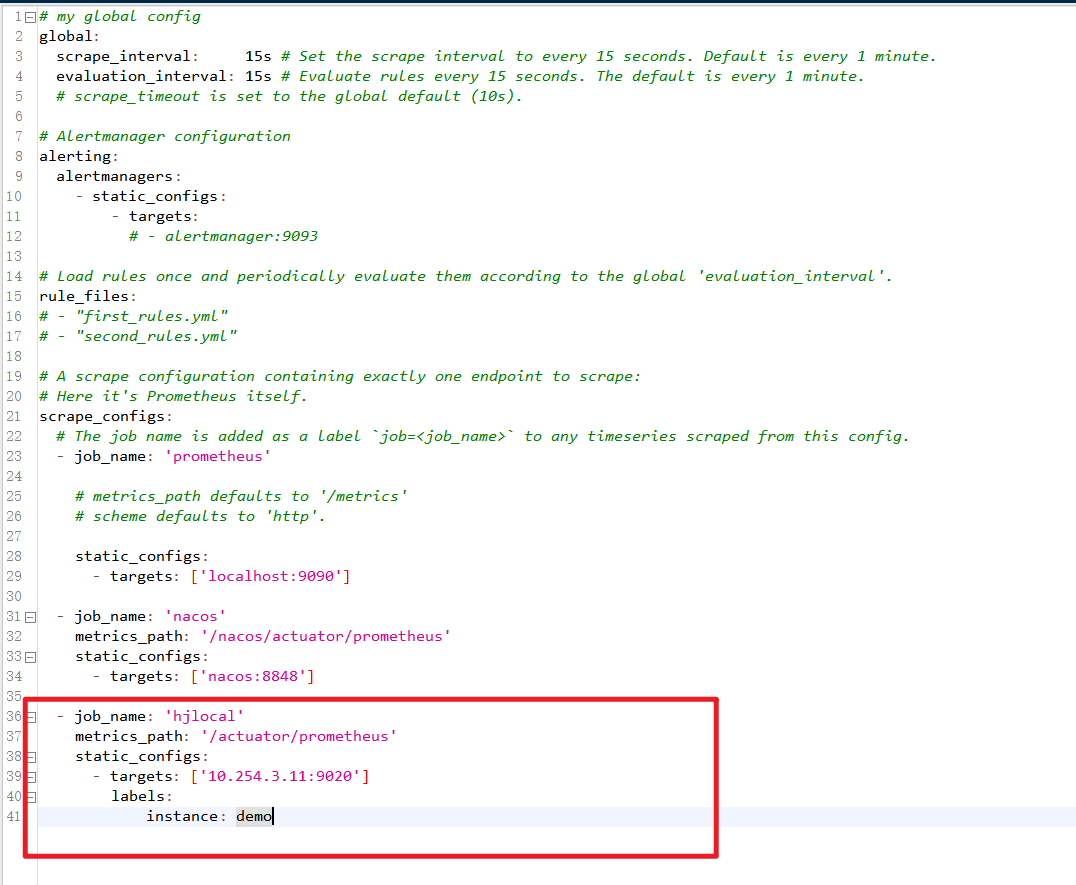 1 # my global config
2 global:
3   scrape_interval:     15s # Set the scrape interval to every 15 seconds. Default is every 1 minute.
4   evaluation_interval: 15s # Evaluate rules every 15 seconds. The default is every 1 minute.
5   # scrape_timeout is set to the global default (10s).
6
7 # Alertmanager configuration
8 alerting:
9   alertmanagers:
10     - static_configs:
11         - targets:
12           # - alertmanager:9093
13
14 # Load rules once and periodically evaluate them according to the global 'evaluation_interval'.
15 rule_files:
16 # - "first_rules.yml"
17 # - "second_rules.yml"
18
19 # A scrape configuration containing exactly one endpoint to scrape:
20 # Here it's Prometheus itself.
21 scrape_configs:
22   # The job name is added as a label `job=<job_name>` to any timeseries scraped from this config.
23   - job_name: 'prometheus'
24
25     # metrics_path defaults to '/metrics'
26     # scheme defaults to 'http'.
27
28     static_configs:
29       - targets: ['localhost:9090']
30
31   - job_name: 'nacos'
32     metrics_path: '/nacos/actuator/prometheus'
33     static_configs:
34       - targets: ['nacos:8848']
35
36   - job_name: 'hjlocal'
37     metrics_path: '/actuator/prometheus'
38     static_configs:
39       - targets: ['10.254.3.11:9020']
40         labels:
41             instance: demo